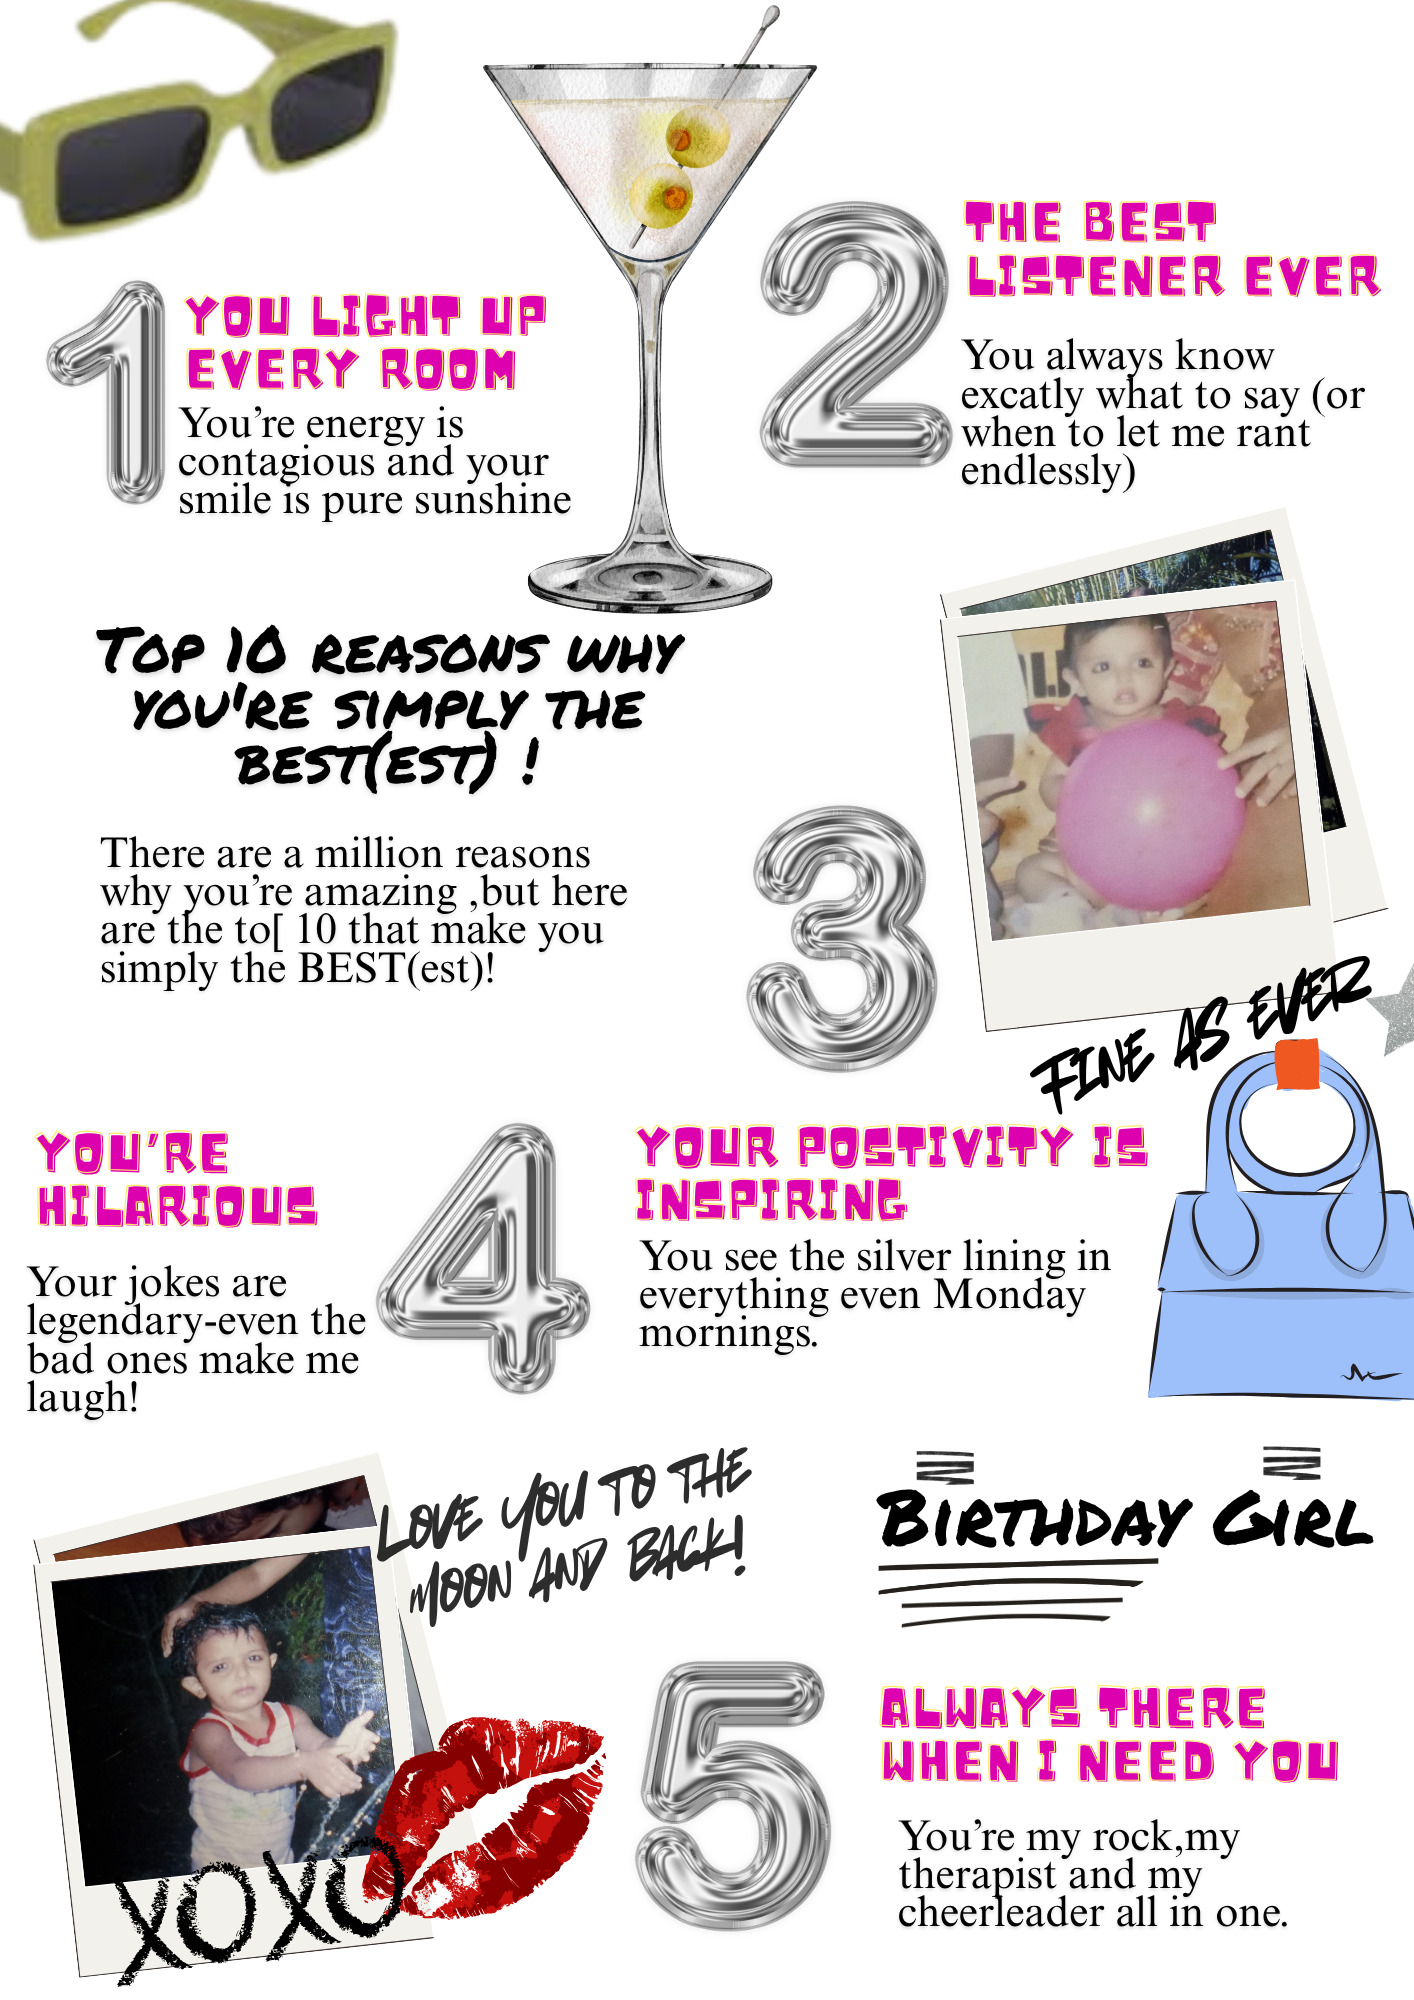 1
YOU LIGHT UP
EVERY ROOM
You're energy is
contagious and your
smile is pure sunshine
2
THE BEST
LISTENER EVER
You always know
excatly what to say (or
when to let me rant
endlessly)
TOP 10 REASONS WHY
YOU'RE SIMPLY THE
BEST(EST) !
There are a million reasons
why you're amazing ,but here
are the to[ 10 that make you
simply the BEST(est)!
3
FINE AS EVER
YOUR POSTIVITY IS
INSPIRING
You see the silver lining in
everything even Monday
mornings.
4
YOU'RE
HILARIOUS
Your jokes are
legendary-even the
bad ones make me
laugh!
LOVE YOU TO THE
MOON AND BACK!
XOXO
BIRTHDAY GIRL
5
ALWAYS THERE
WHEN I NEED YOU
You're my rock,my
therapist and my
cheerleader all in one.